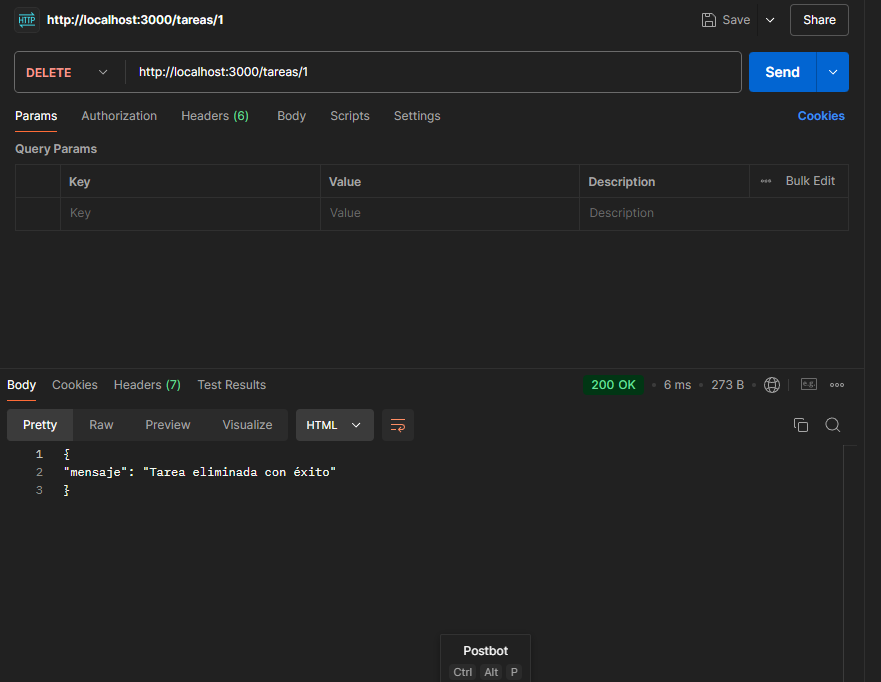 HTTP http://localhost:3000/tareas/1 Save Share
DELETE http://localhost:3000/tareas/1 Send
Params Authorization Headers (6) Body Scripts Settings Cookies
Query Params
Key Value Description Bulk Edit
Key Value Description
Body Cookies Headers (7) Test Results 200 OK 6 ms 273 B e.g.
Pretty Raw Preview Visualize HTML
1 {
2 "mensaje": "Tarea eliminada con éxito"
3 }
Postbot
Ctrl Alt P